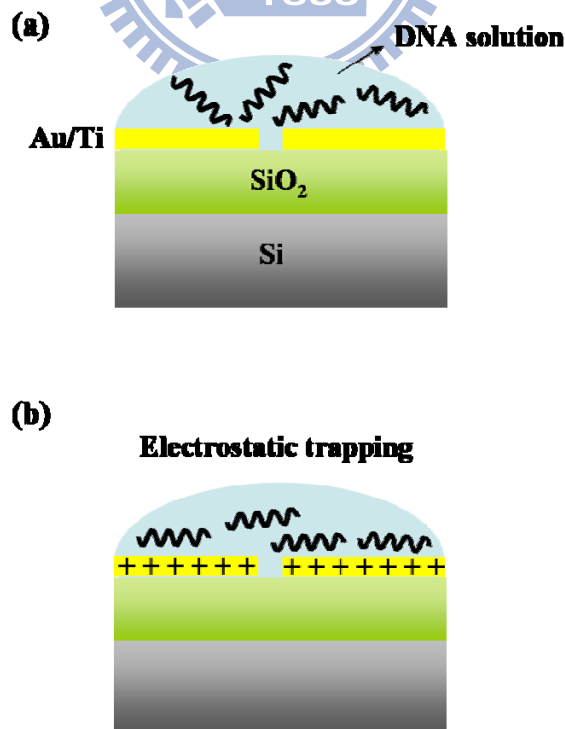 (a)
DNA solution
Au/Ti
SiO₂
Si
(b)
Electrostatic trapping
+ + + + + +
+ + + + + + +